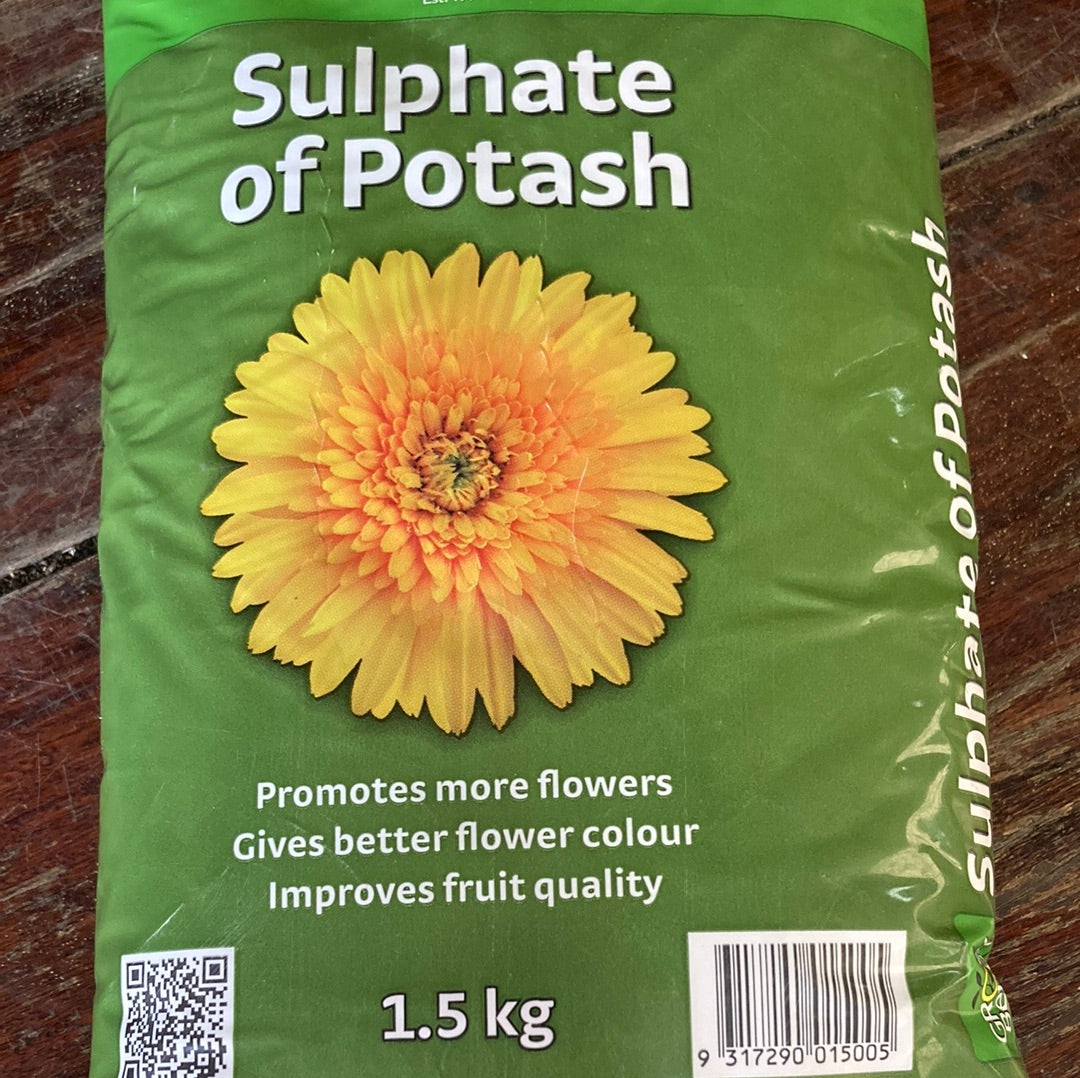 Sulphate
of Potash
Sulphate of Potash
Promotes more flowers
Gives better flower colour
Improves fruit quality
1.5 kg
9 317290 015005